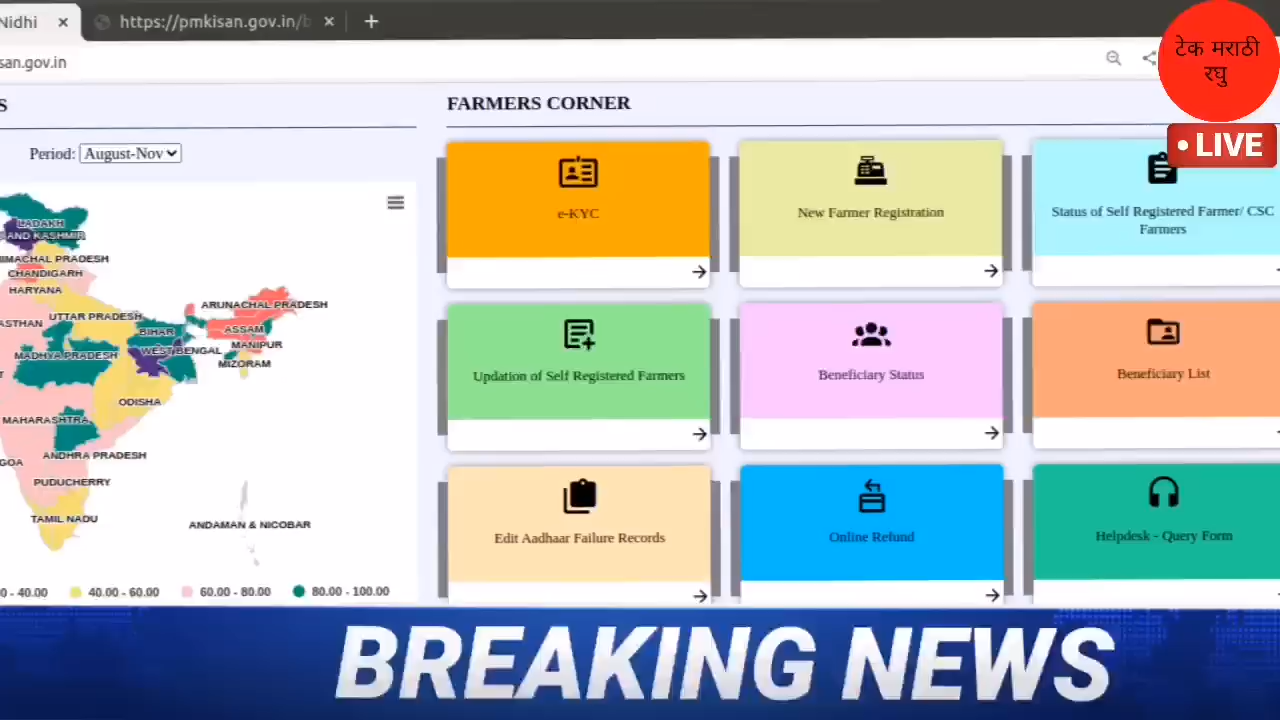 Nidhi
https://pmkisan.gov.in/b
san.gov.in
टेक मराठी
रघु
• LIVE
S
Period: August-Nov
LADAKH
AND KASHMIR
HIMACHAL PRADESH
CHANDIGARH
HARYANA
ASTHAN
UTTAR PRADESH
ARUNACHAL PRADESH
BIHAR
ASSAM
MADHYA PRADESH
WEST BENGAL
MANIPUR
MIZORAM
ODISHA
MAHARASHTRA
GOA
ANDHRA PRADESH
PUDUCHERRY
TAMIL NADU
ANDAMAN & NICOBAR
0 - 40.00
40.00 - 60.00
60.00 - 80.00
80.00 - 100.00
FARMERS CORNER
e-KYC
New Farmer Registration
Status of Self Registered Farmer/ CSC
Farmers
Updation of Self Registered Farmers
Beneficiary Status
Beneficiary List
Edit Aadhaar Failure Records
Online Refund
Helpdesk - Query Form
BREAKING NEWS